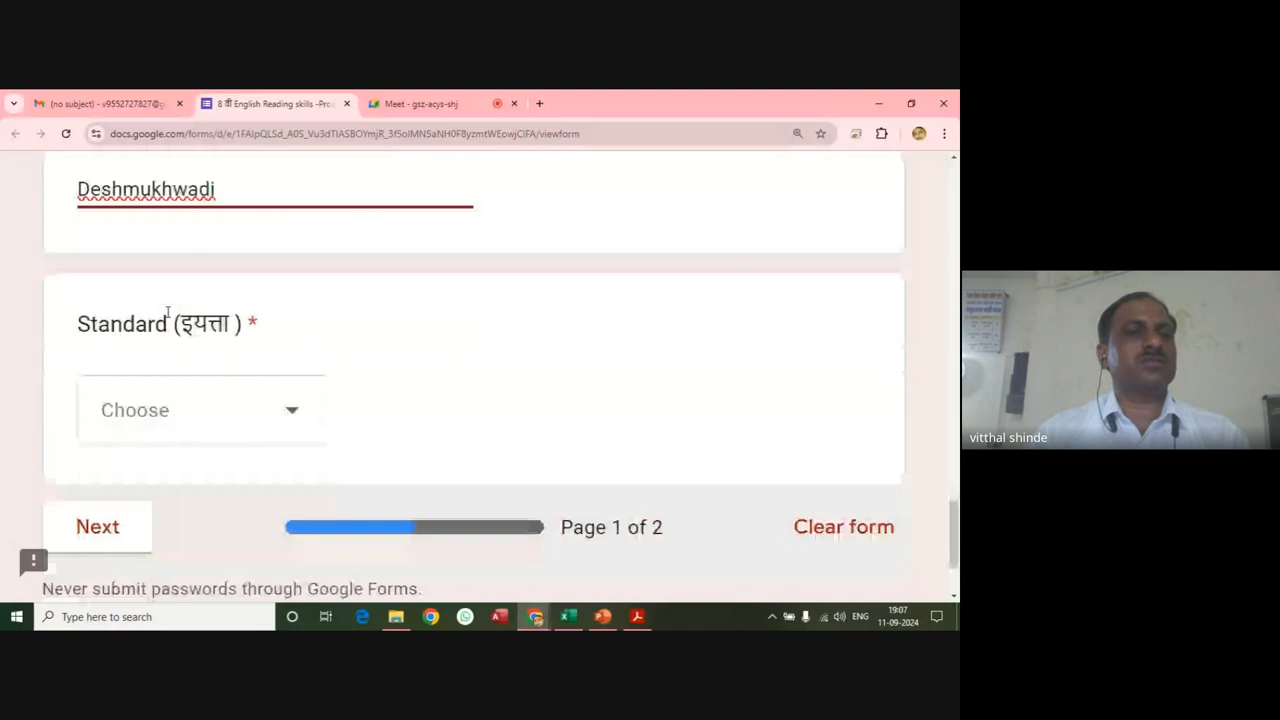 (no subject) - v9552727827@g
8 वी English Reading skills -Pro
Meet - gsz-acys-shj
docs.google.com/forms/d/e/1FAIpQLSd_A0S_Vu3dTiASBOYmjR_3f5olMN5aNH0F8yzmtWEowjCIFA/viewform
Deshmukhwadi
Standard (इयत्ता ) *
Choose
Next
Page 1 of 2
Clear form
Never submit passwords through Google Forms.
vitthal shinde
Type here to search
ENG
19:07
11-09-2024